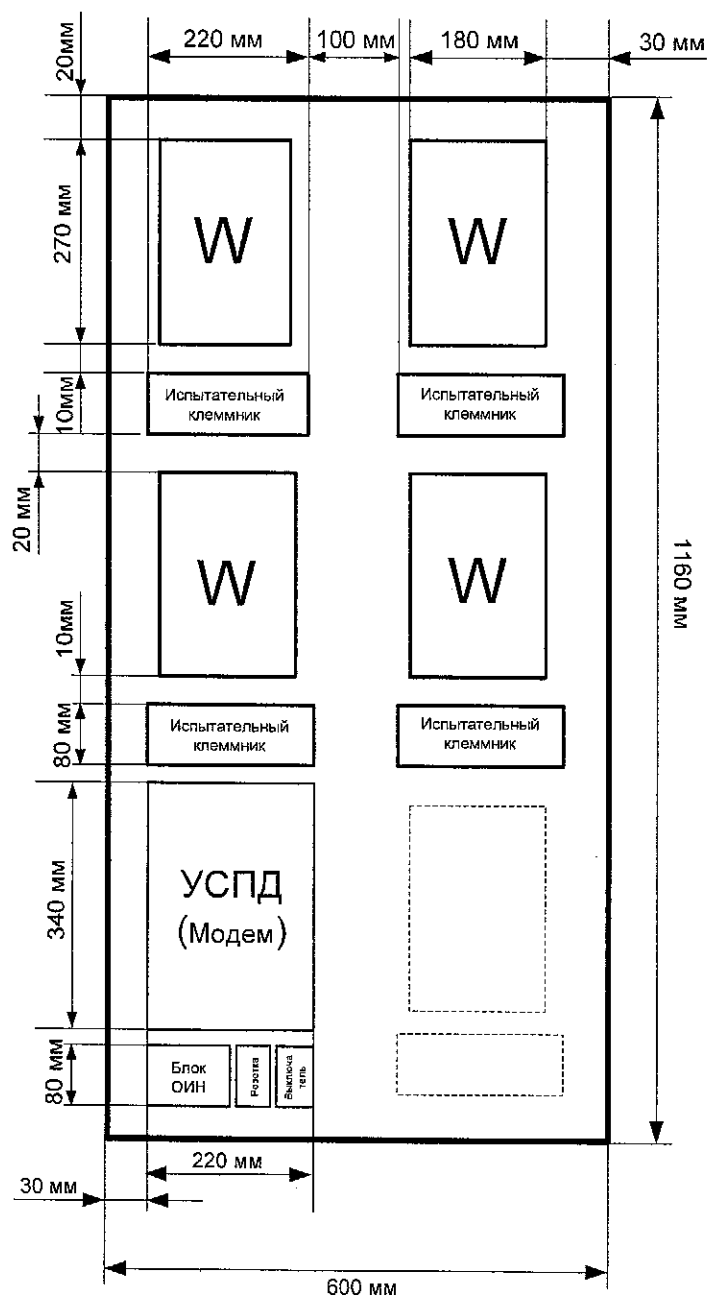 220 мм
100 мм
180 мм
30 мм
20мм
270 мм
W
W
10мм
Испытательный
клеммник
Испытательный
клеммник
20 мм
W
W
1160 мм
10мм
80 мм
Испытательный
клеммник
Испытательный
клеммник
340 мм
УСПД
(Модем)
80 мм
Блок
ОИН
Розетка
Выключа
тель
220 мм
30 мм
600 мм